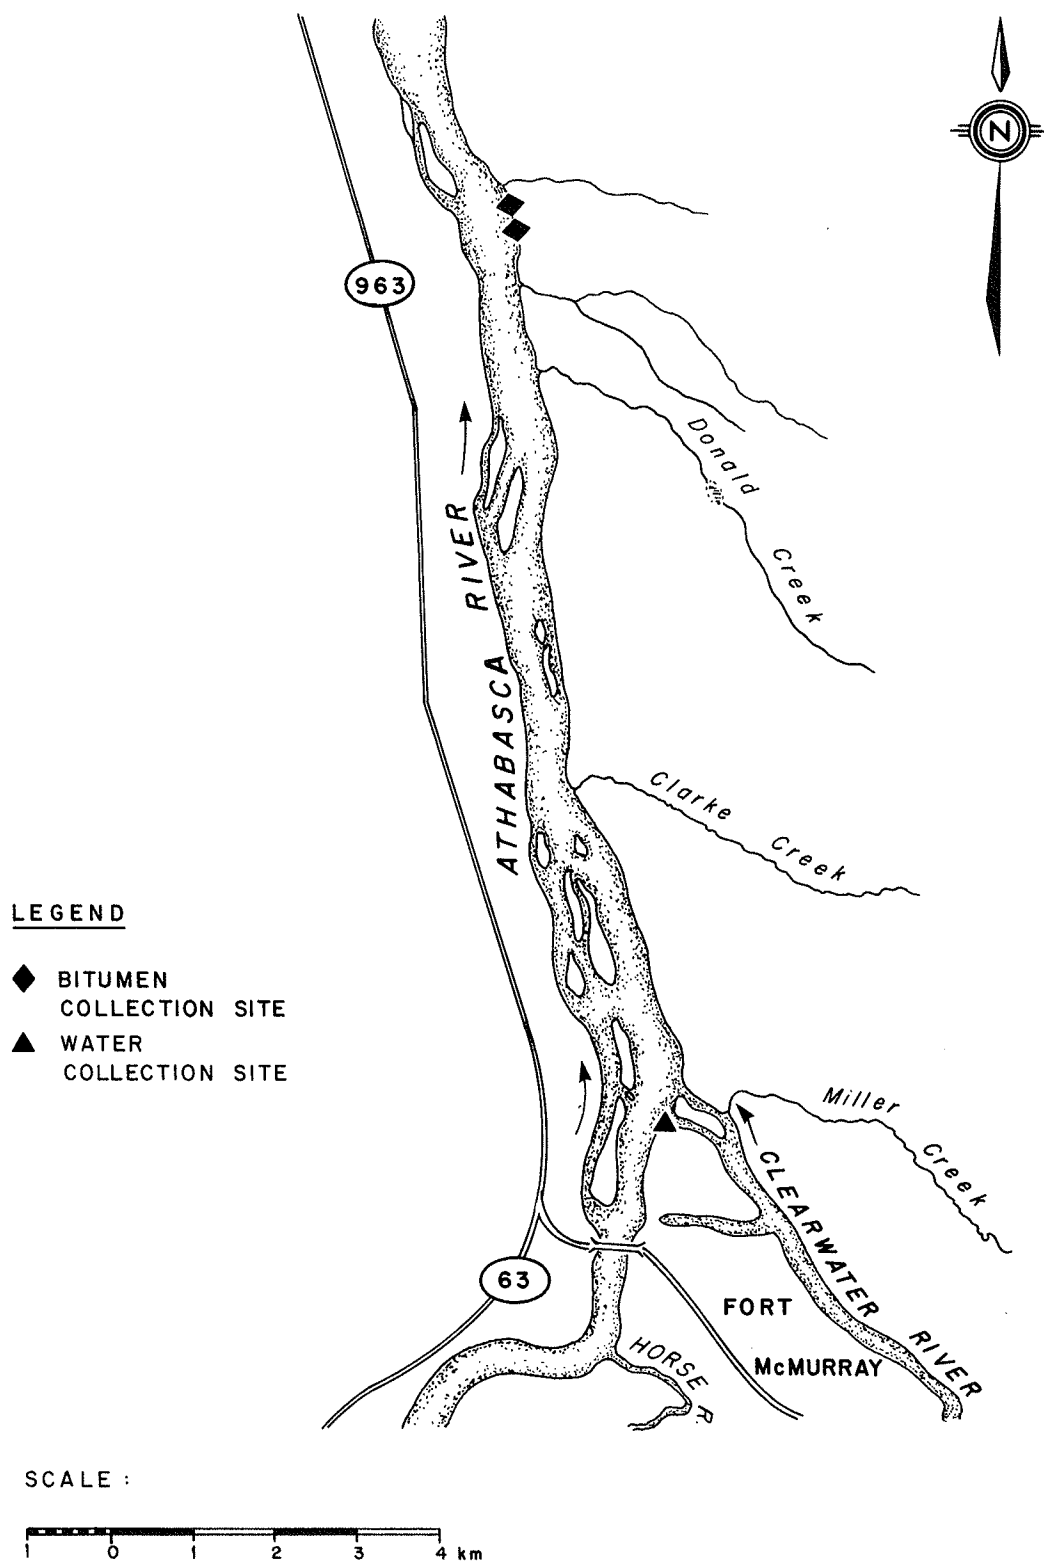 N
963
Donald
Creek
ATHABASCA RIVER
Clarke Creek
LEGEND
BITUMEN
COLLECTION SITE
WATER
COLLECTION SITE
Miller
Creek
CLEARWATER RIVER
63
FORT
McMURRAY
HORSE R.
SCALE :
1 0 1 2 3 4 km